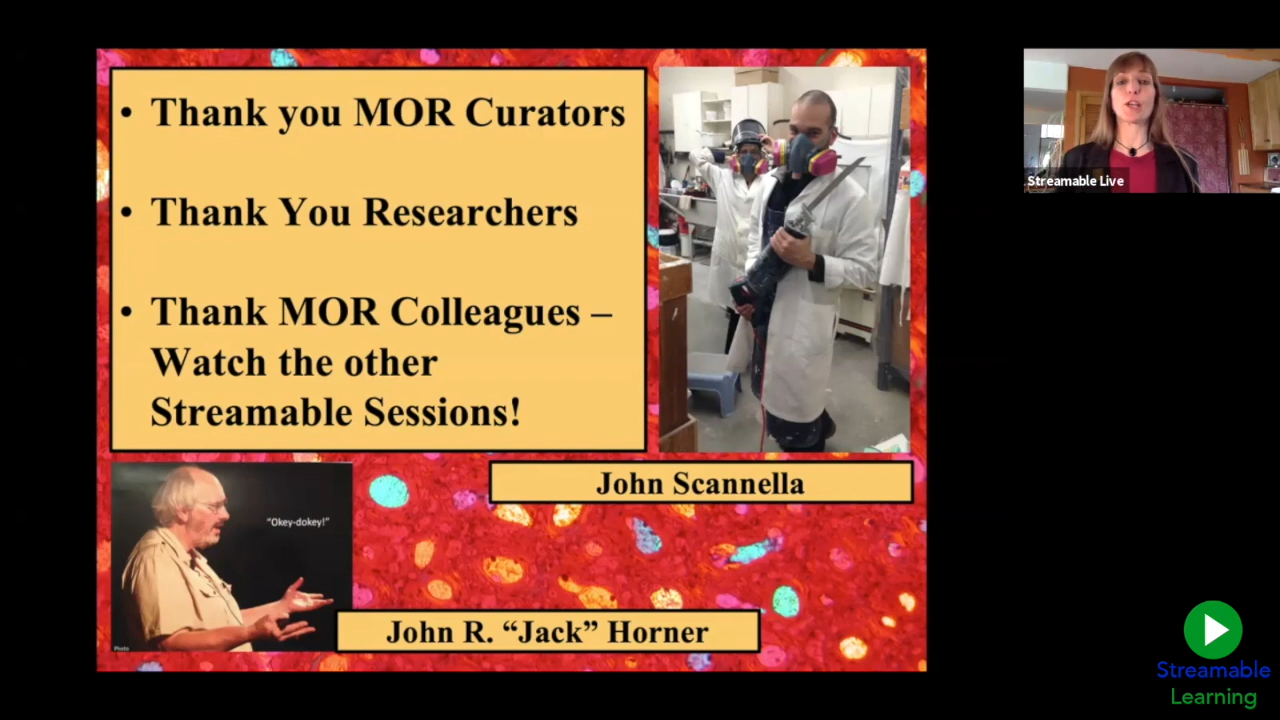 • Thank you MOR Curators
• Thank You Researchers
• Thank MOR Colleagues –
Watch the other
Streamable Sessions!
John Scannella
"Okey-dokey!"
John R. “Jack” Horner
Photo
Streamable Live
Streamable
Learning